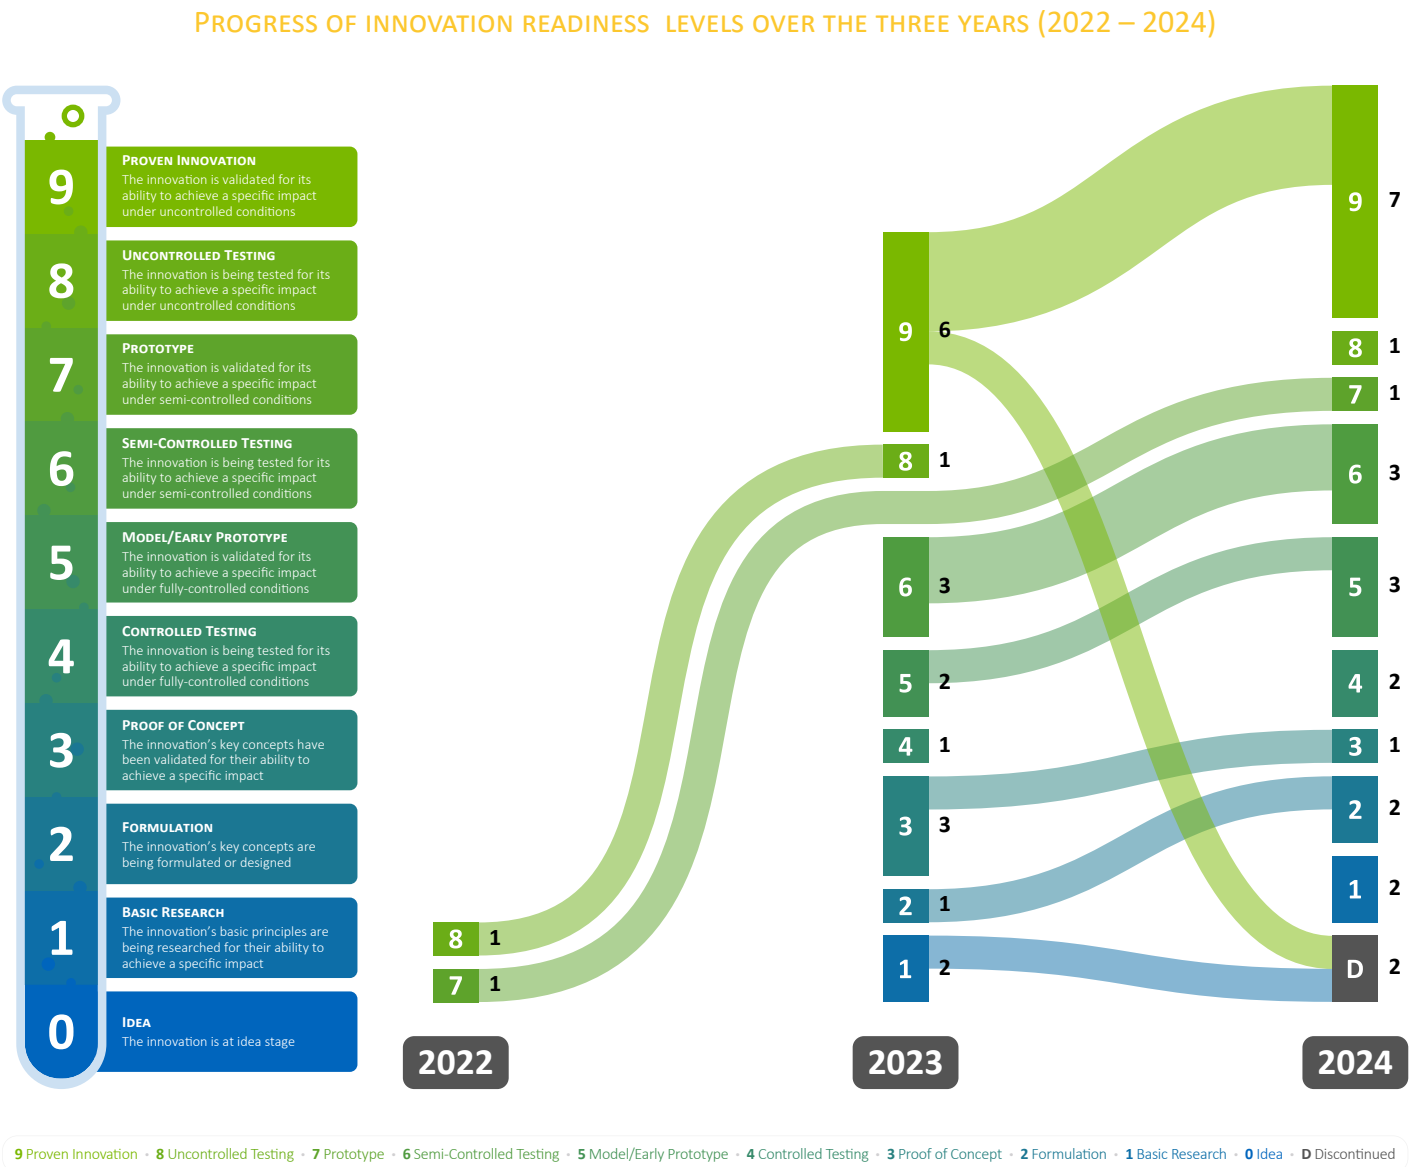 Progress of innovation readiness levels over the three years (2022 – 2024)
9
Proven Innovation
The innovation is validated for its
ability to achieve a specific impact
under uncontrolled conditions
8
Uncontrolled Testing
The innovation is being tested for its
ability to achieve a specific impact
under uncontrolled conditions
7
Prototype
The innovation is validated for its
ability to achieve a specific impact
under semi-controlled conditions
6
Semi-Controlled Testing
The innovation is being tested for its
ability to achieve a specific impact
under semi-controlled conditions
5
Model/Early Prototype
The innovation is validated for its
ability to achieve a specific impact
under fully-controlled conditions
4
Controlled Testing
The innovation is being tested for its
ability to achieve a specific impact
under fully-controlled conditions
3
Proof of Concept
The innovation's key concepts have
been validated for their ability to
achieve a specific impact
2
Formulation
The innovation's key concepts are
being formulated or designed
1
Basic Research
The innovation's basic principles are
being researched for their ability to
achieve a specific impact
0
Idea
The innovation is at idea stage
8 1
7 1
2022
9 6
8 1
6 3
5 2
4 1
3 3
2 1
1 2
2023
9 7
8 1
7 1
6 3
5 3
4 2
3 1
2 2
1 2
D 2
2024
9 Proven Innovation · 8 Uncontrolled Testing · 7 Prototype · 6 Semi-Controlled Testing · 5 Model/Early Prototype · 4 Controlled Testing · 3 Proof of Concept · 2 Formulation · 1 Basic Research · 0 Idea · D Discontinued